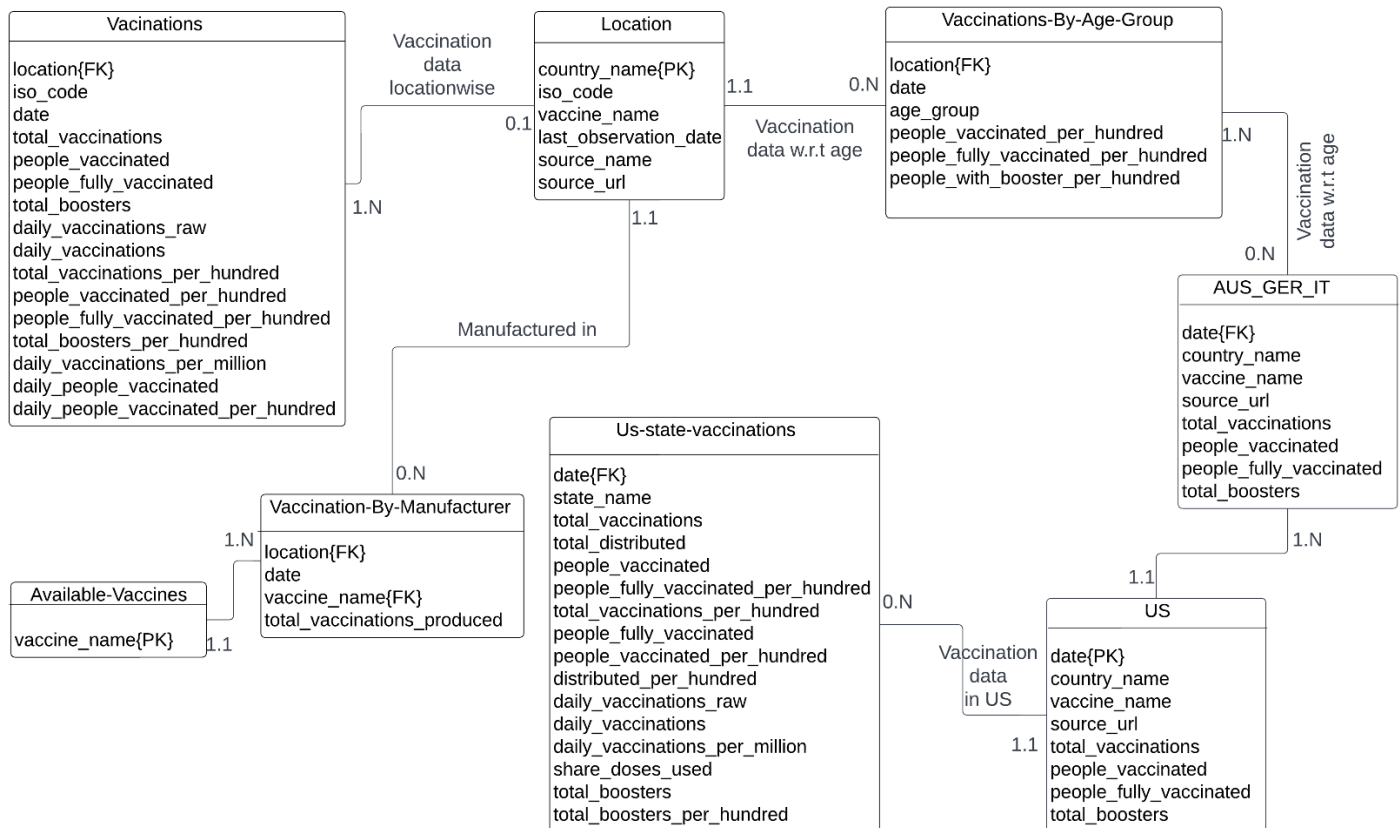 Vacinations
location{FK}
iso_code
date
total_vaccinations
people_vaccinated
people_fully_vaccinated
total_boosters
daily_vaccinations_raw
daily_vaccinations
total_vaccinations_per_hundred
people_vaccinated_per_hundred
people_fully_vaccinated_per_hundred
total_boosters_per_hundred
daily_vaccinations_per_million
daily_people_vaccinated
daily_people_vaccinated_per_hundred
Vaccination
data
locationwise
0.1
1.N
Location
country_name{PK}
iso_code
vaccine_name
last_observation_date
source_name
source_url
1.1
0.N
Vaccination
data w.r.t age
Vaccinations-By-Age-Group
location{FK}
date
age_group
people_vaccinated_per_hundred
people_fully_vaccinated_per_hundred
people_with_booster_per_hundred
1.N
Vaccination
data w.r.t age
0.N
AUS_GER_IT
date{FK}
country_name
vaccine_name
source_url
total_vaccinations
people_vaccinated
people_fully_vaccinated
total_boosters
1.1
Manufactured in
0.N
Vaccination-By-Manufacturer
location{FK}
date
vaccine_name{FK}
total_vaccinations_produced
1.N
Available-Vaccines
vaccine_name{PK}
1.1
Us-state-vaccinations
date{FK}
state_name
total_vaccinations
total_distributed
people_vaccinated
people_fully_vaccinated_per_hundred
total_vaccinations_per_hundred
people_fully_vaccinated
people_vaccinated_per_hundred
distributed_per_hundred
daily_vaccinations_raw
daily_vaccinations
daily_vaccinations_per_million
share_doses_used
total_boosters
total_boosters_per_hundred
0.N
Vaccination
data
in US
1.1
1.N
1.1
US
date{PK}
country_name
vaccine_name
source_url
total_vaccinations
people_vaccinated
people_fully_vaccinated
total_boosters